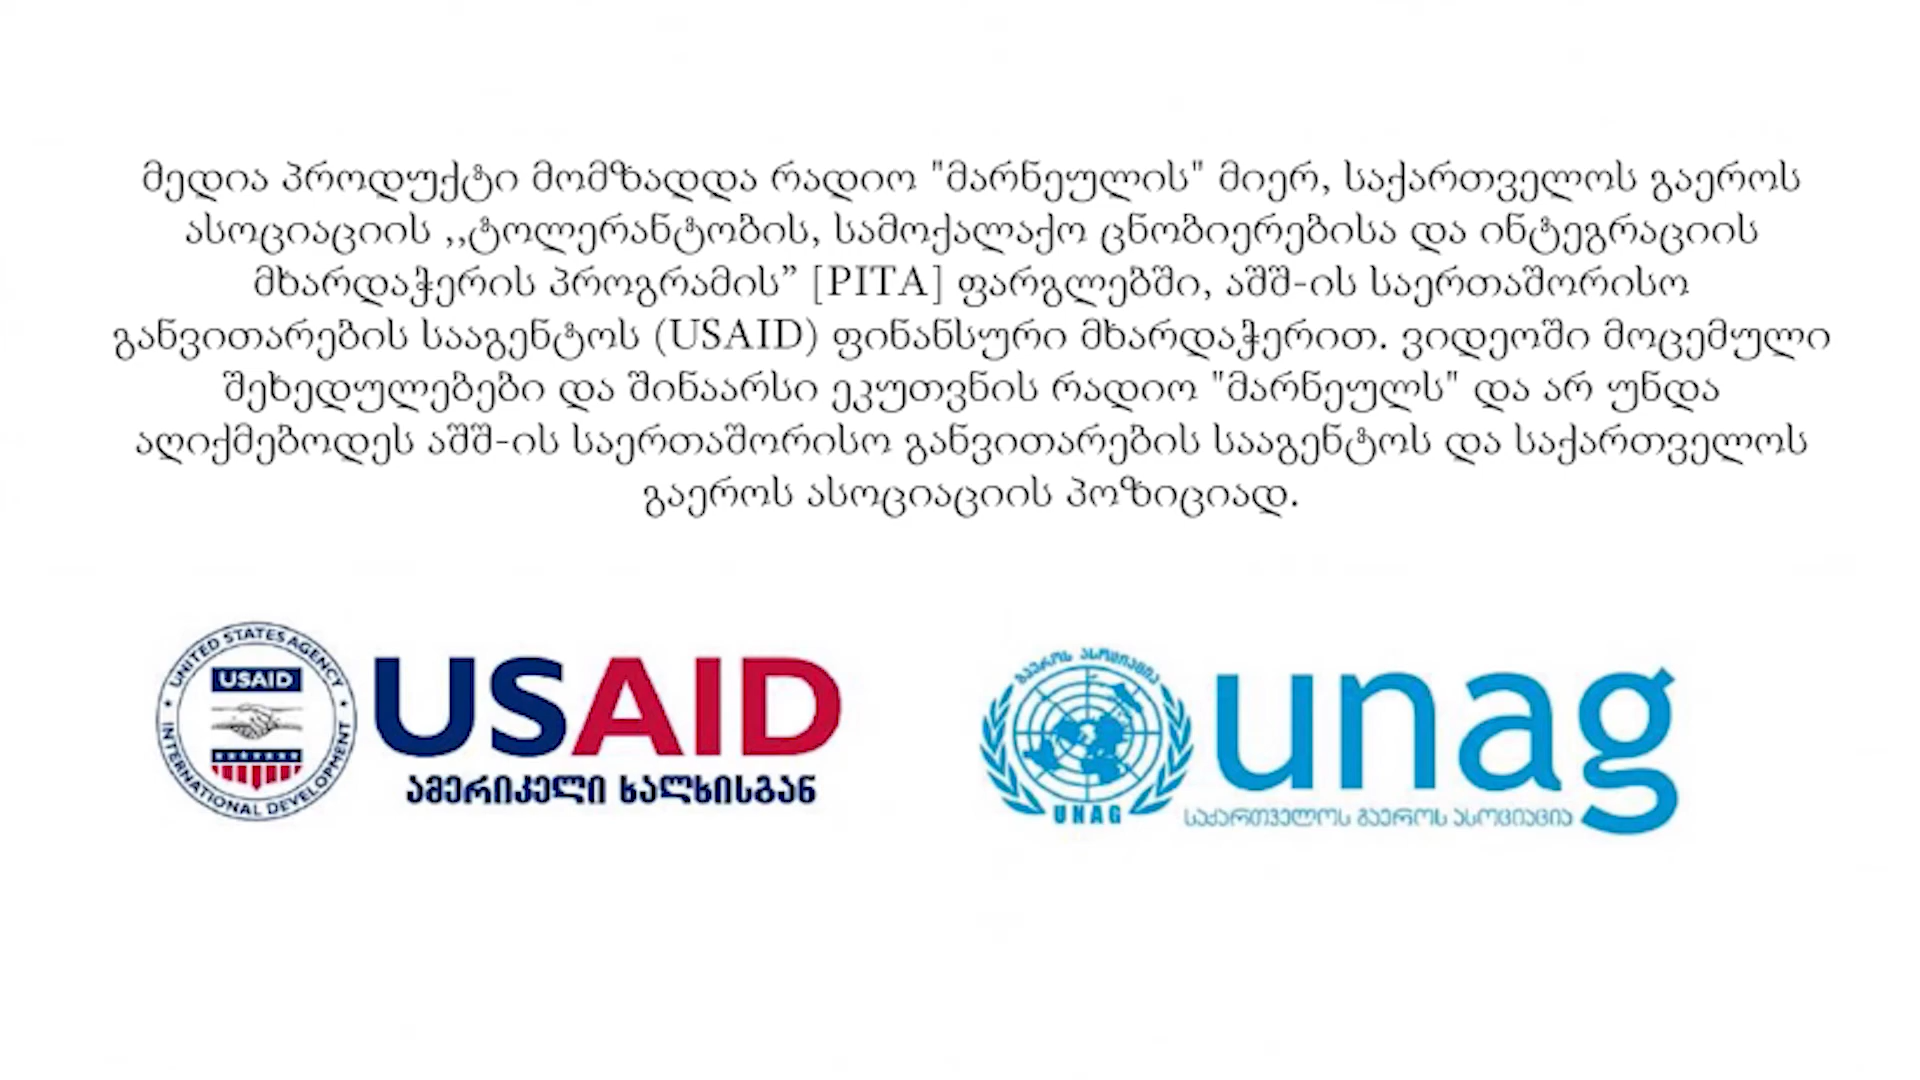 მედია პროდუქტი მომზადდა რადიო "მარნეულის" მიერ, საქართველოს გაეროს
ასოციაციის ,,ტოლერანტობის, სამოქალაქო ცნობიერებისა და ინტეგრაციის
მხარდაჭერის პროგრამის” [PITA] ფარგლებში, აშშ-ის საერთაშორისო
განვითარების სააგენტოს (USAID) ფინანსური მხარდაჭერით. ვიდეოში მოცემული
შეხედულებები და შინაარსი ეკუთვნის რადიო "მარნეულს" და არ უნდა
აღიქმებოდეს აშშ-ის საერთაშორისო განვითარების სააგენტოს და საქართველოს
გაეროს ასოციაციის პოზიციად.
UNITED STATES AGENCY
USAID
INTERNATIONAL DEVELOPMENT
USAID
ამერიკელი ხალხისგან
გაეროს ასოციაცია
UNAG
unag
საქართველოს გაეროს ასოციაცია